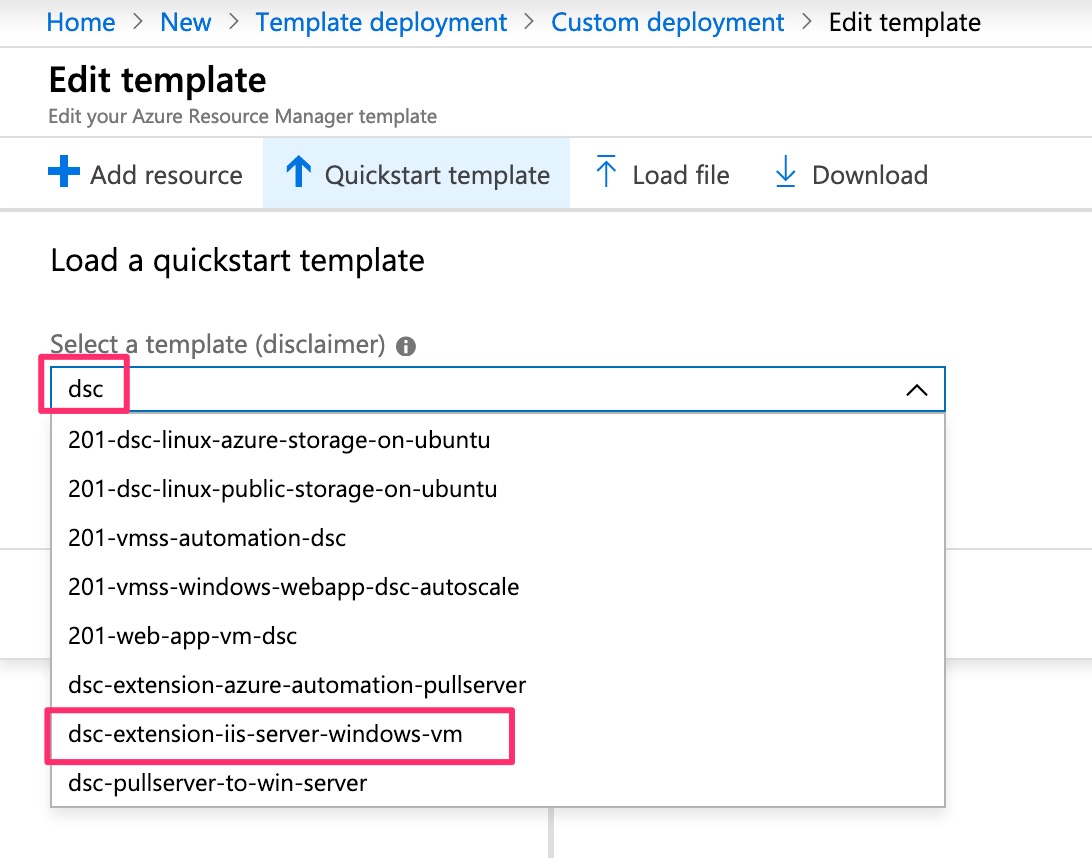 Home > New > Template deployment > Custom deployment > Edit template
Edit template
Edit your Azure Resource Manager template
Add resource Quickstart template Load file Download
Load a quickstart template
Select a template (disclaimer)
dsc
201-dsc-linux-azure-storage-on-ubuntu
201-dsc-linux-public-storage-on-ubuntu
201-vmss-automation-dsc
201-vmss-windows-webapp-dsc-autoscale
201-web-app-vm-dsc
dsc-extension-azure-automation-pullserver
dsc-extension-iis-server-windows-vm
dsc-pullserver-to-win-server